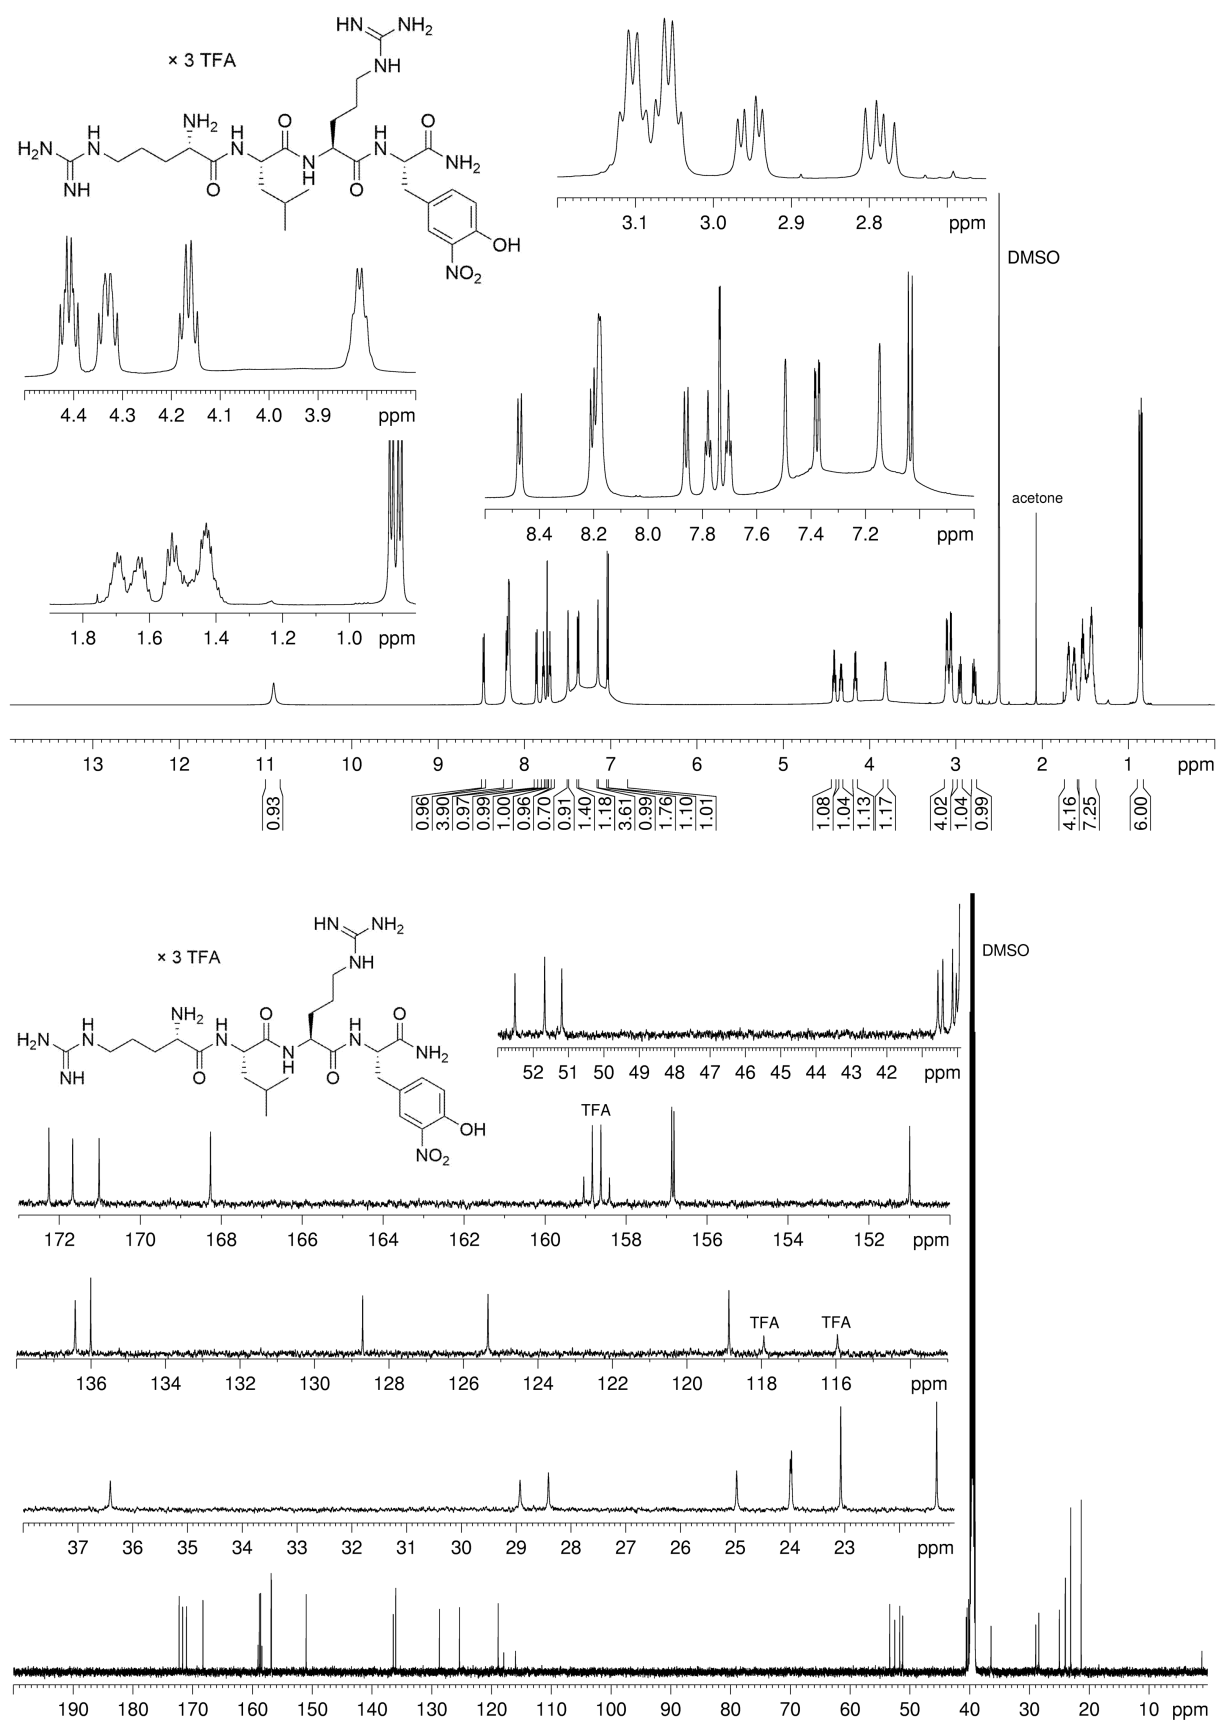 HN NH2
× 3 TFA
NH
NH2 O O
H2N H N H N H N NH2
N H
NH O O
OH
NO2
3.1 3.0 2.9 2.8 ppm
DMSO
4.4 4.3 4.2 4.1 4.0 3.9 ppm
acetone
8.4 8.2 8.0 7.8 7.6 7.4 7.2 ppm
1.8 1.6 1.4 1.2 1.0 ppm
13 12 11 10 9 8 7 6 5 4 3 2 1 ppm
0.93 0.96 3.90 0.97 0.99 1.00 0.96 0.70 0.91 1.40 1.18 3.61 0.99 1.76 1.10 1.01 1.08 1.04 1.13 1.17 4.02 1.04 0.99 4.16 7.25 6.00
HN NH2
DMSO
× 3 TFA
NH
NH2 O O
H2N H N H N H N NH2
N H
NH O O
52 51 50 49 48 47 46 45 44 43 42 ppm
TFA
OH
NO2
172 170 168 166 164 162 160 158 156 154 152 ppm
TFA TFA
136 134 132 130 128 126 124 122 120 118 116 ppm
37 36 35 34 33 32 31 30 29 28 27 26 25 24 23 ppm
190 180 170 160 150 140 130 120 110 100 90 80 70 60 50 40 30 20 10 ppm